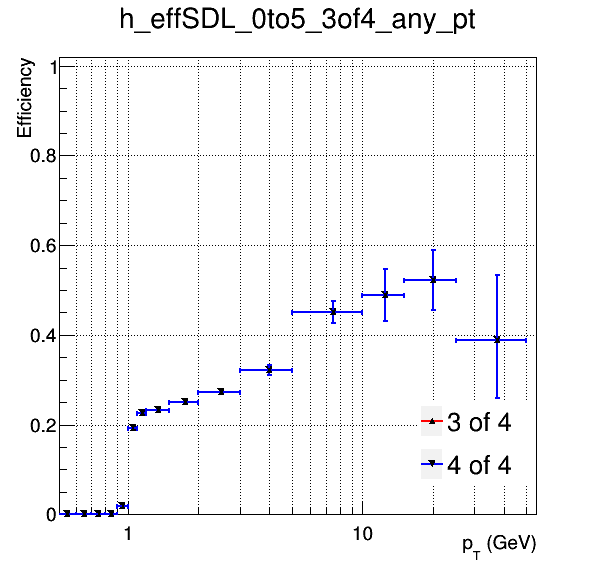 h_effSDL_0to5_3of4_any_pt
Efficiency
1
0.8
0.6
0.4
0.2
0
3 of 4
4 of 4
1
10
p_T (GeV)